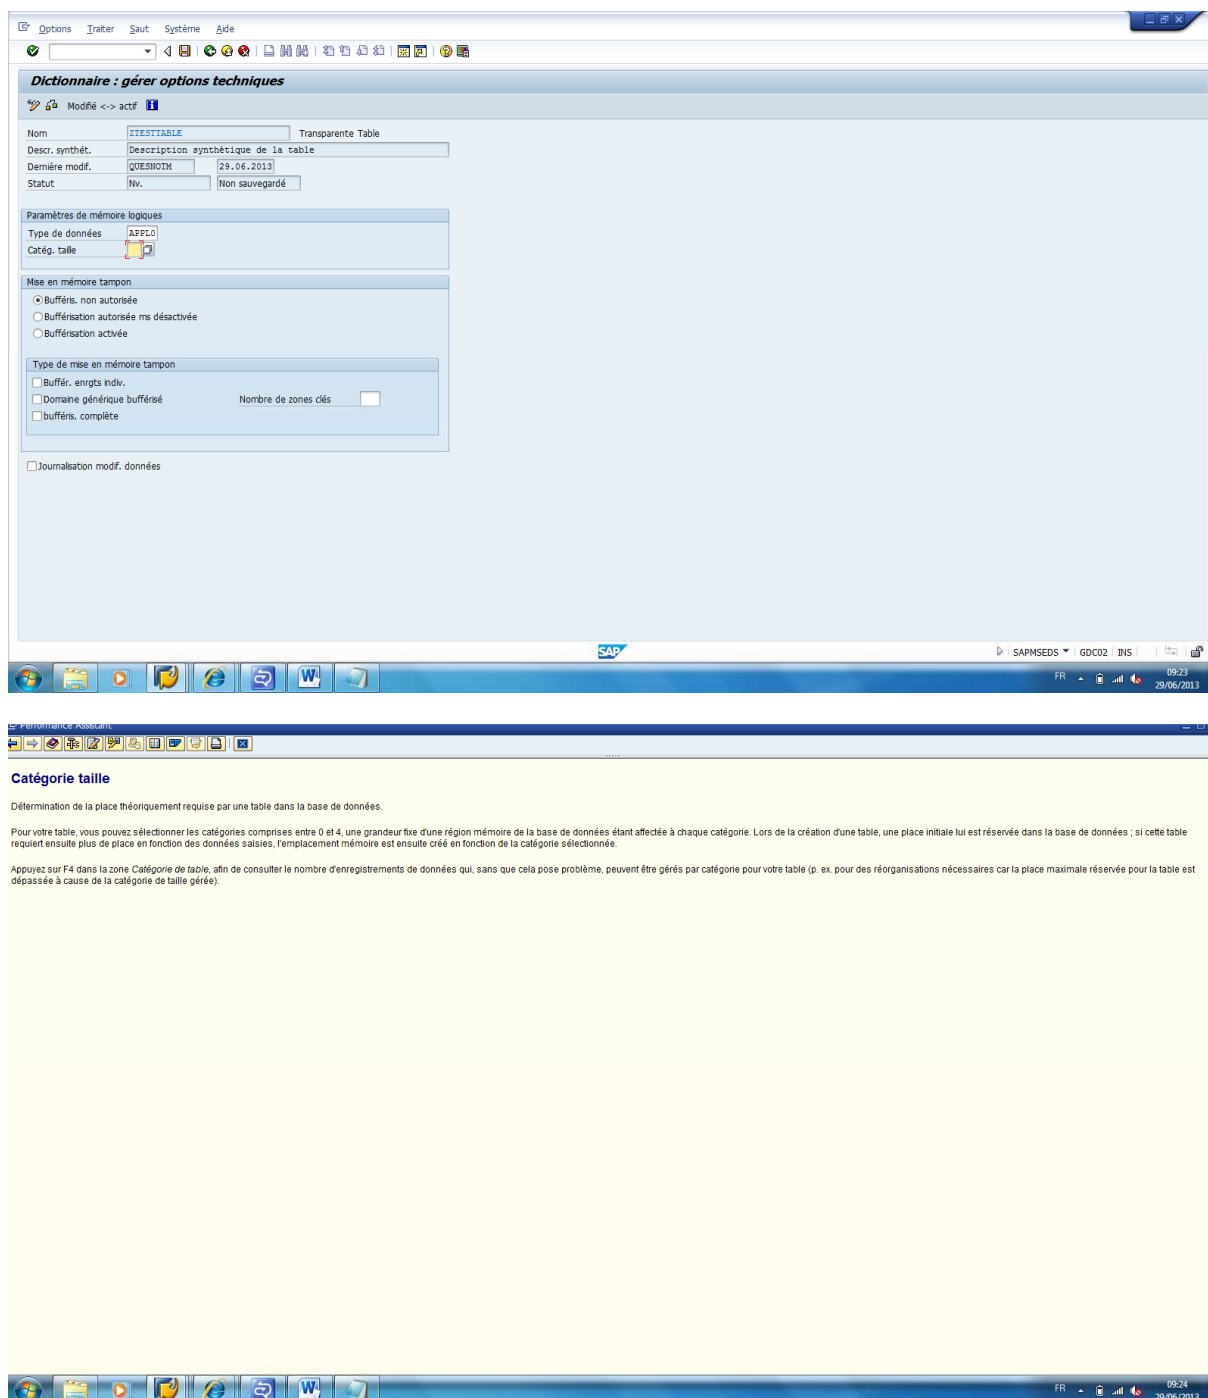 Options Traiter Saut Système Aide
Dictionnaire : gérer options techniques
Modifié <-> actif
Nom ZTESTTABLE Transparente Table
Descr. synthét. Description synthétique de la table
Dernière modif. QUESNOTM 29.06.2013
Statut Nv. Non sauvegardé
Paramètres de mémoire logiques
Type de données APPL0
Catég. taille
Mise en mémoire tampon
Bufféris. non autorisée
Bufférisation autorisée ms désactivée
Bufférisation activée
Type de mise en mémoire tampon
Buffér. enrgts indiv.
Domaine générique bufférisé Nombre de zones clés
bufféris. complète
Journalisation modif. données
SAP SAPMSEDS GDC02 INS
FR 09:23
29/06/2013
Performance Assistant
Catégorie taille
Détermination de la place théoriquement requise par une table dans la base de données.
Pour votre table, vous pouvez sélectionner les catégories comprises entre 0 et 4, une grandeur fixe d'une région mémoire de la base de données étant affectée à chaque catégorie. Lors de la création d'une table, une place initiale lui est réservée dans la base de données ; si cette table
requiert ensuite plus de place en fonction des données saisies, l'emplacement mémoire est ensuite créé en fonction de la catégorie sélectionnée.
Appuyez sur F4 dans la zone Catégorie de table, afin de consulter le nombre d'enregistrements de données qui, sans que cela pose problème, peuvent être gérés par catégorie pour votre table (p. ex. pour des réorganisations nécessaires car la place maximale réservée pour la table est
dépassée à cause de la catégorie de taille gérée).
FR 09:24
29/06/2013